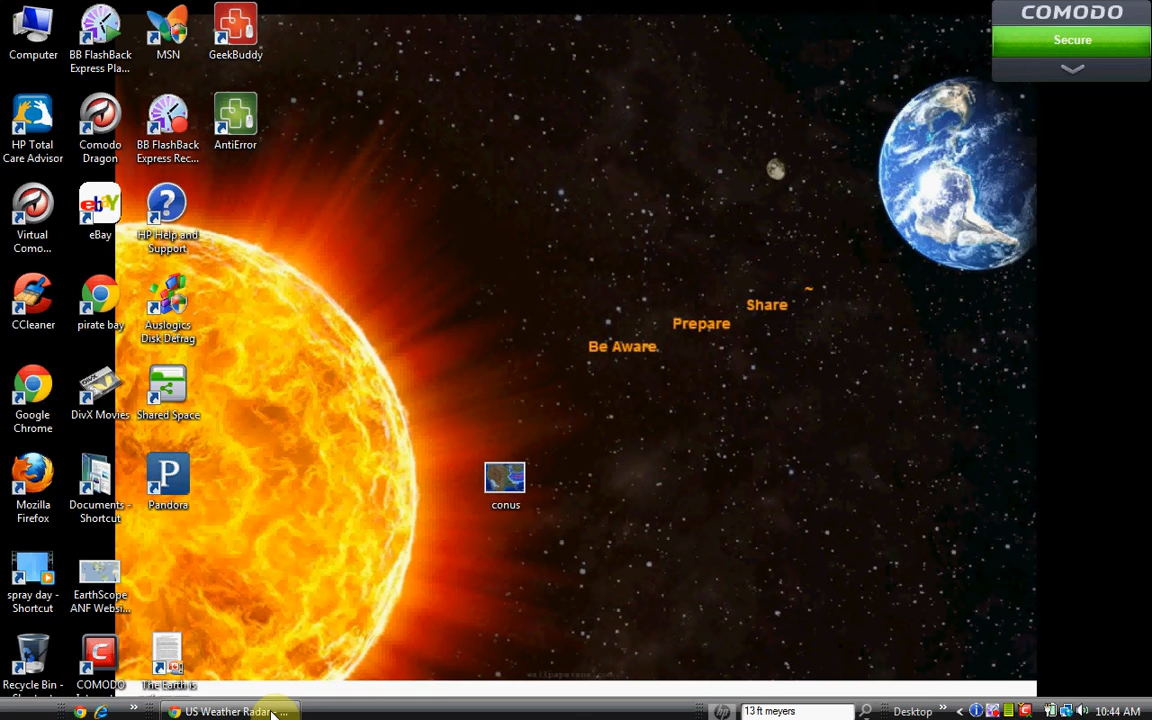 Computer
BB FlashBack
Express Pla...
MSN
GeekBuddy
COMODO
Secure
HP Total
Care Advisor
Comodo
Dragon
BB FlashBack
Express Rec...
AntiError
Virtual
Como...
ebay
eBay
HP Help and
Support
CCleaner
pirate bay
Auslogics
Disk Defrag
Share
~
Prepare
Be Aware.
Google
Chrome
DivX Movies
Shared Space
Mozilla
Firefox
Documents -
Shortcut
P
Pandora
conus
spray day -
Shortcut
EarthScope
ANF Websi...
Recycle Bin -
COMODO
The Earth is
US Weather Radar - ...
hp
13 ft meyers
Desktop
10:44 AM